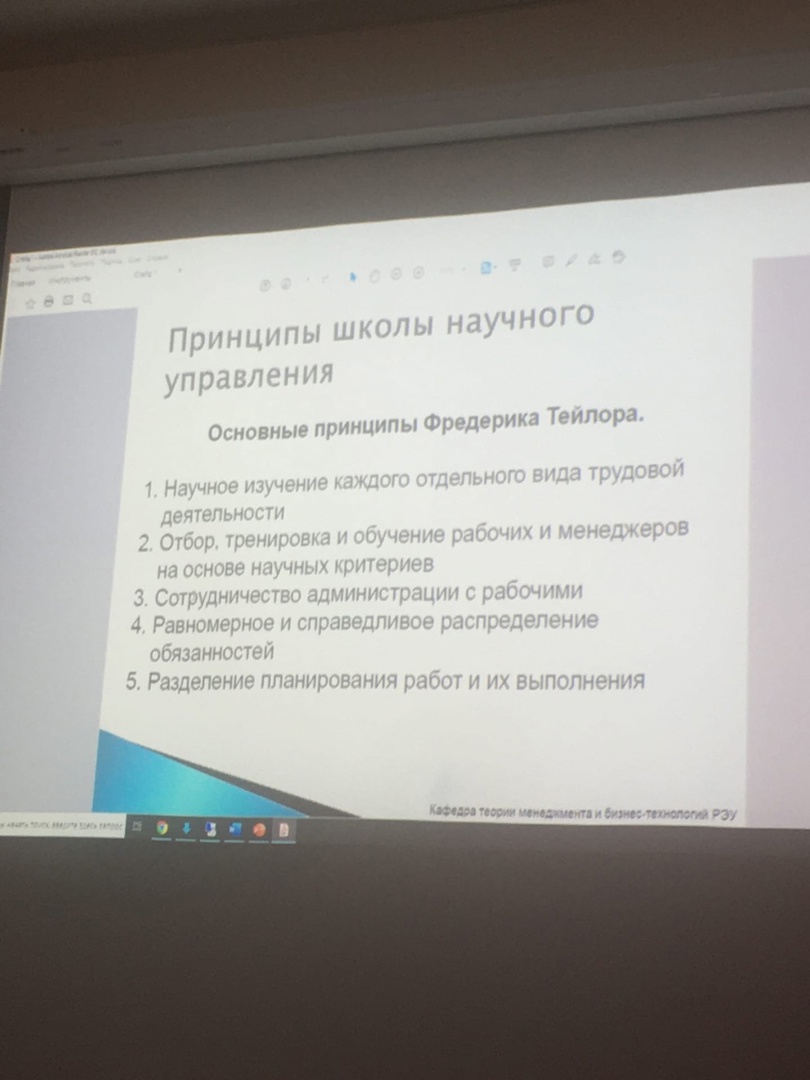 Принципы школы научного
управления
Основные принципы Фредерика Тейлора.
1. Научное изучение каждого отдельного вида трудовой
деятельности
2. Отбор, тренировка и обучение рабочих и менеджеров
на основе научных критериев
3. Сотрудничество администрации с рабочими
4. Равномерное и справедливое распределение
обязанностей
5. Разделение планирования работ и их выполнения
Кафедра теории менеджмента и бизнес-технологий РЭУ